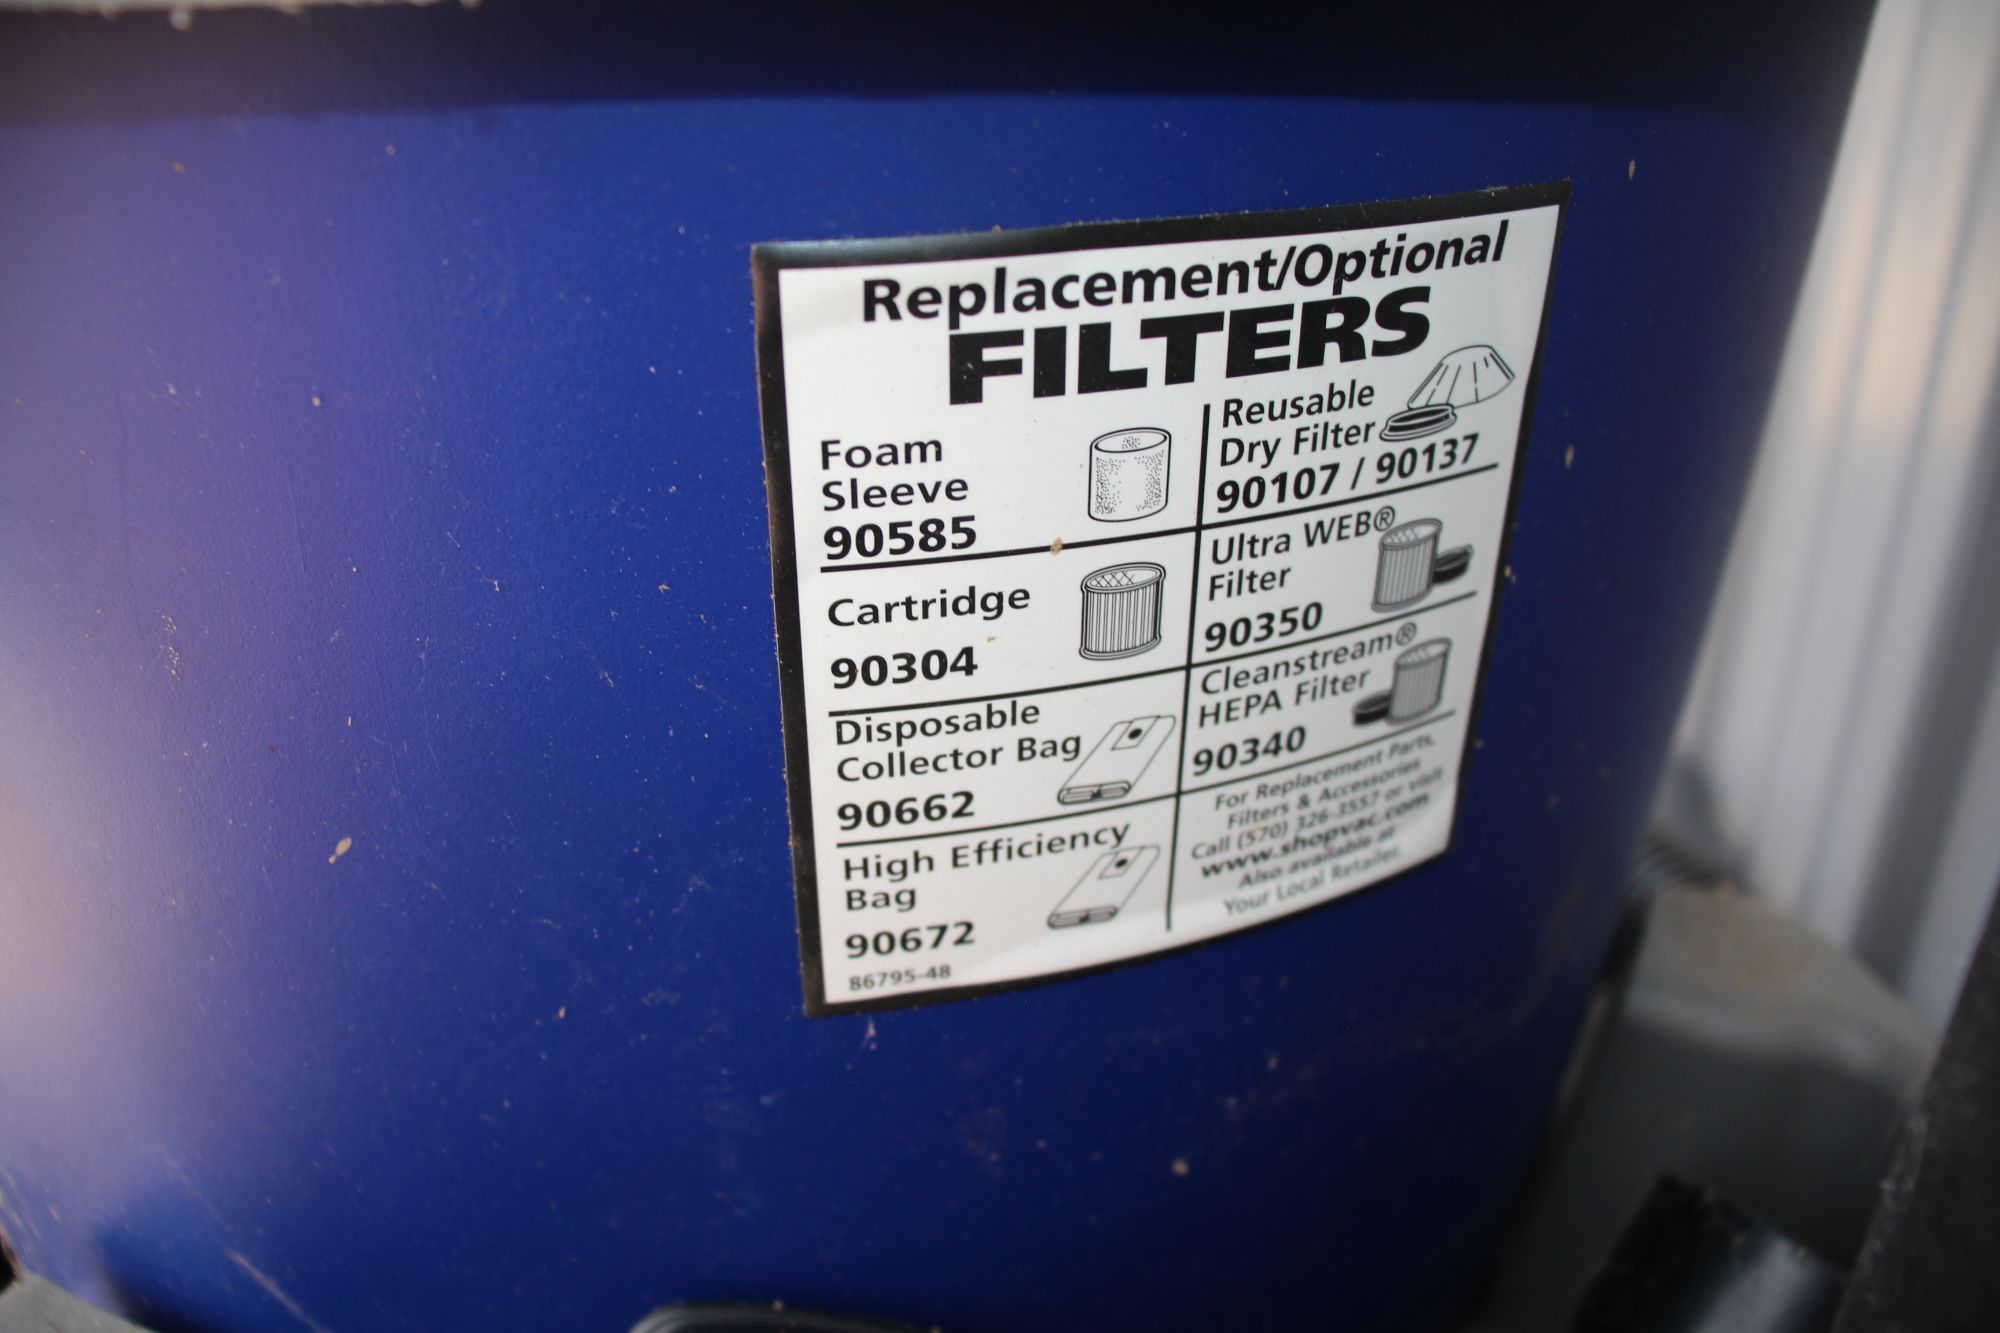 Replacement/Optional
FILTERS
Foam
Sleeve
90585
Cartridge
90304
Disposable
Collector Bag
90662
High Efficiency
Bag
90672
86795-48
Reusable
Dry Filter
90107 / 90137
Ultra WEB®
Filter
90350
Cleanstream®
HEPA Filter
90340
For Replacement Parts,
Filters & Accessories
Call (570) 326-3557 or visit
www.shopvac.com
Also available at
Your Local Retailer.